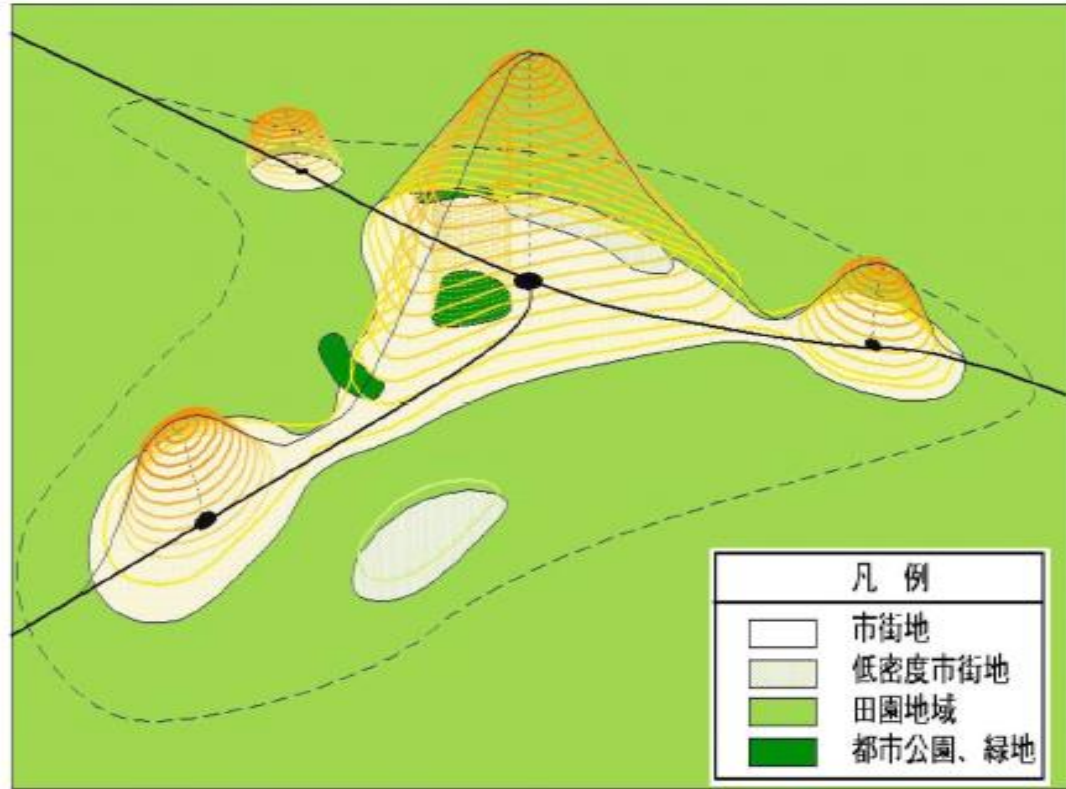 凡 例
市街地
低密度市街地
田園地域
都市公園、緑地